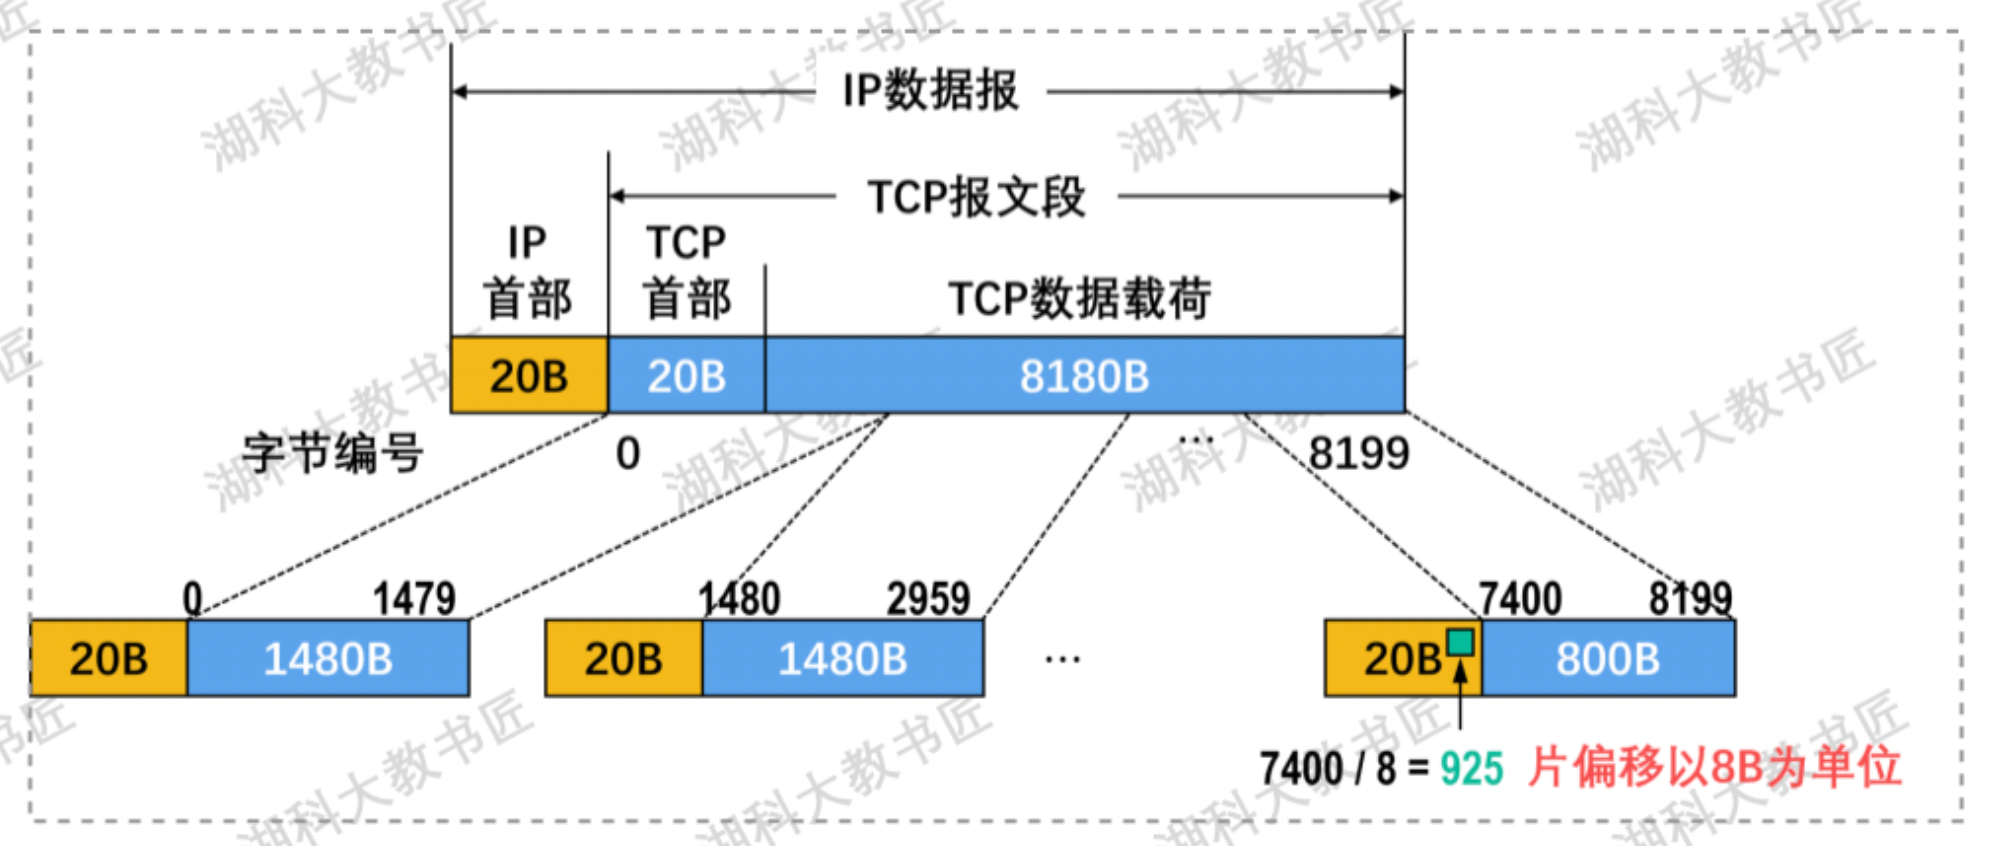 IP数据报
TCP报文段
IP
首部
TCP
首部
TCP数据载荷
20B
20B
8180B
字节编号
0
...
8199
0
1479
1480
2959
7400
8199
20B
1480B
20B
1480B
...
20B
800B
7400 / 8 = 925 片偏移以8B为单位
湖科大教书匠